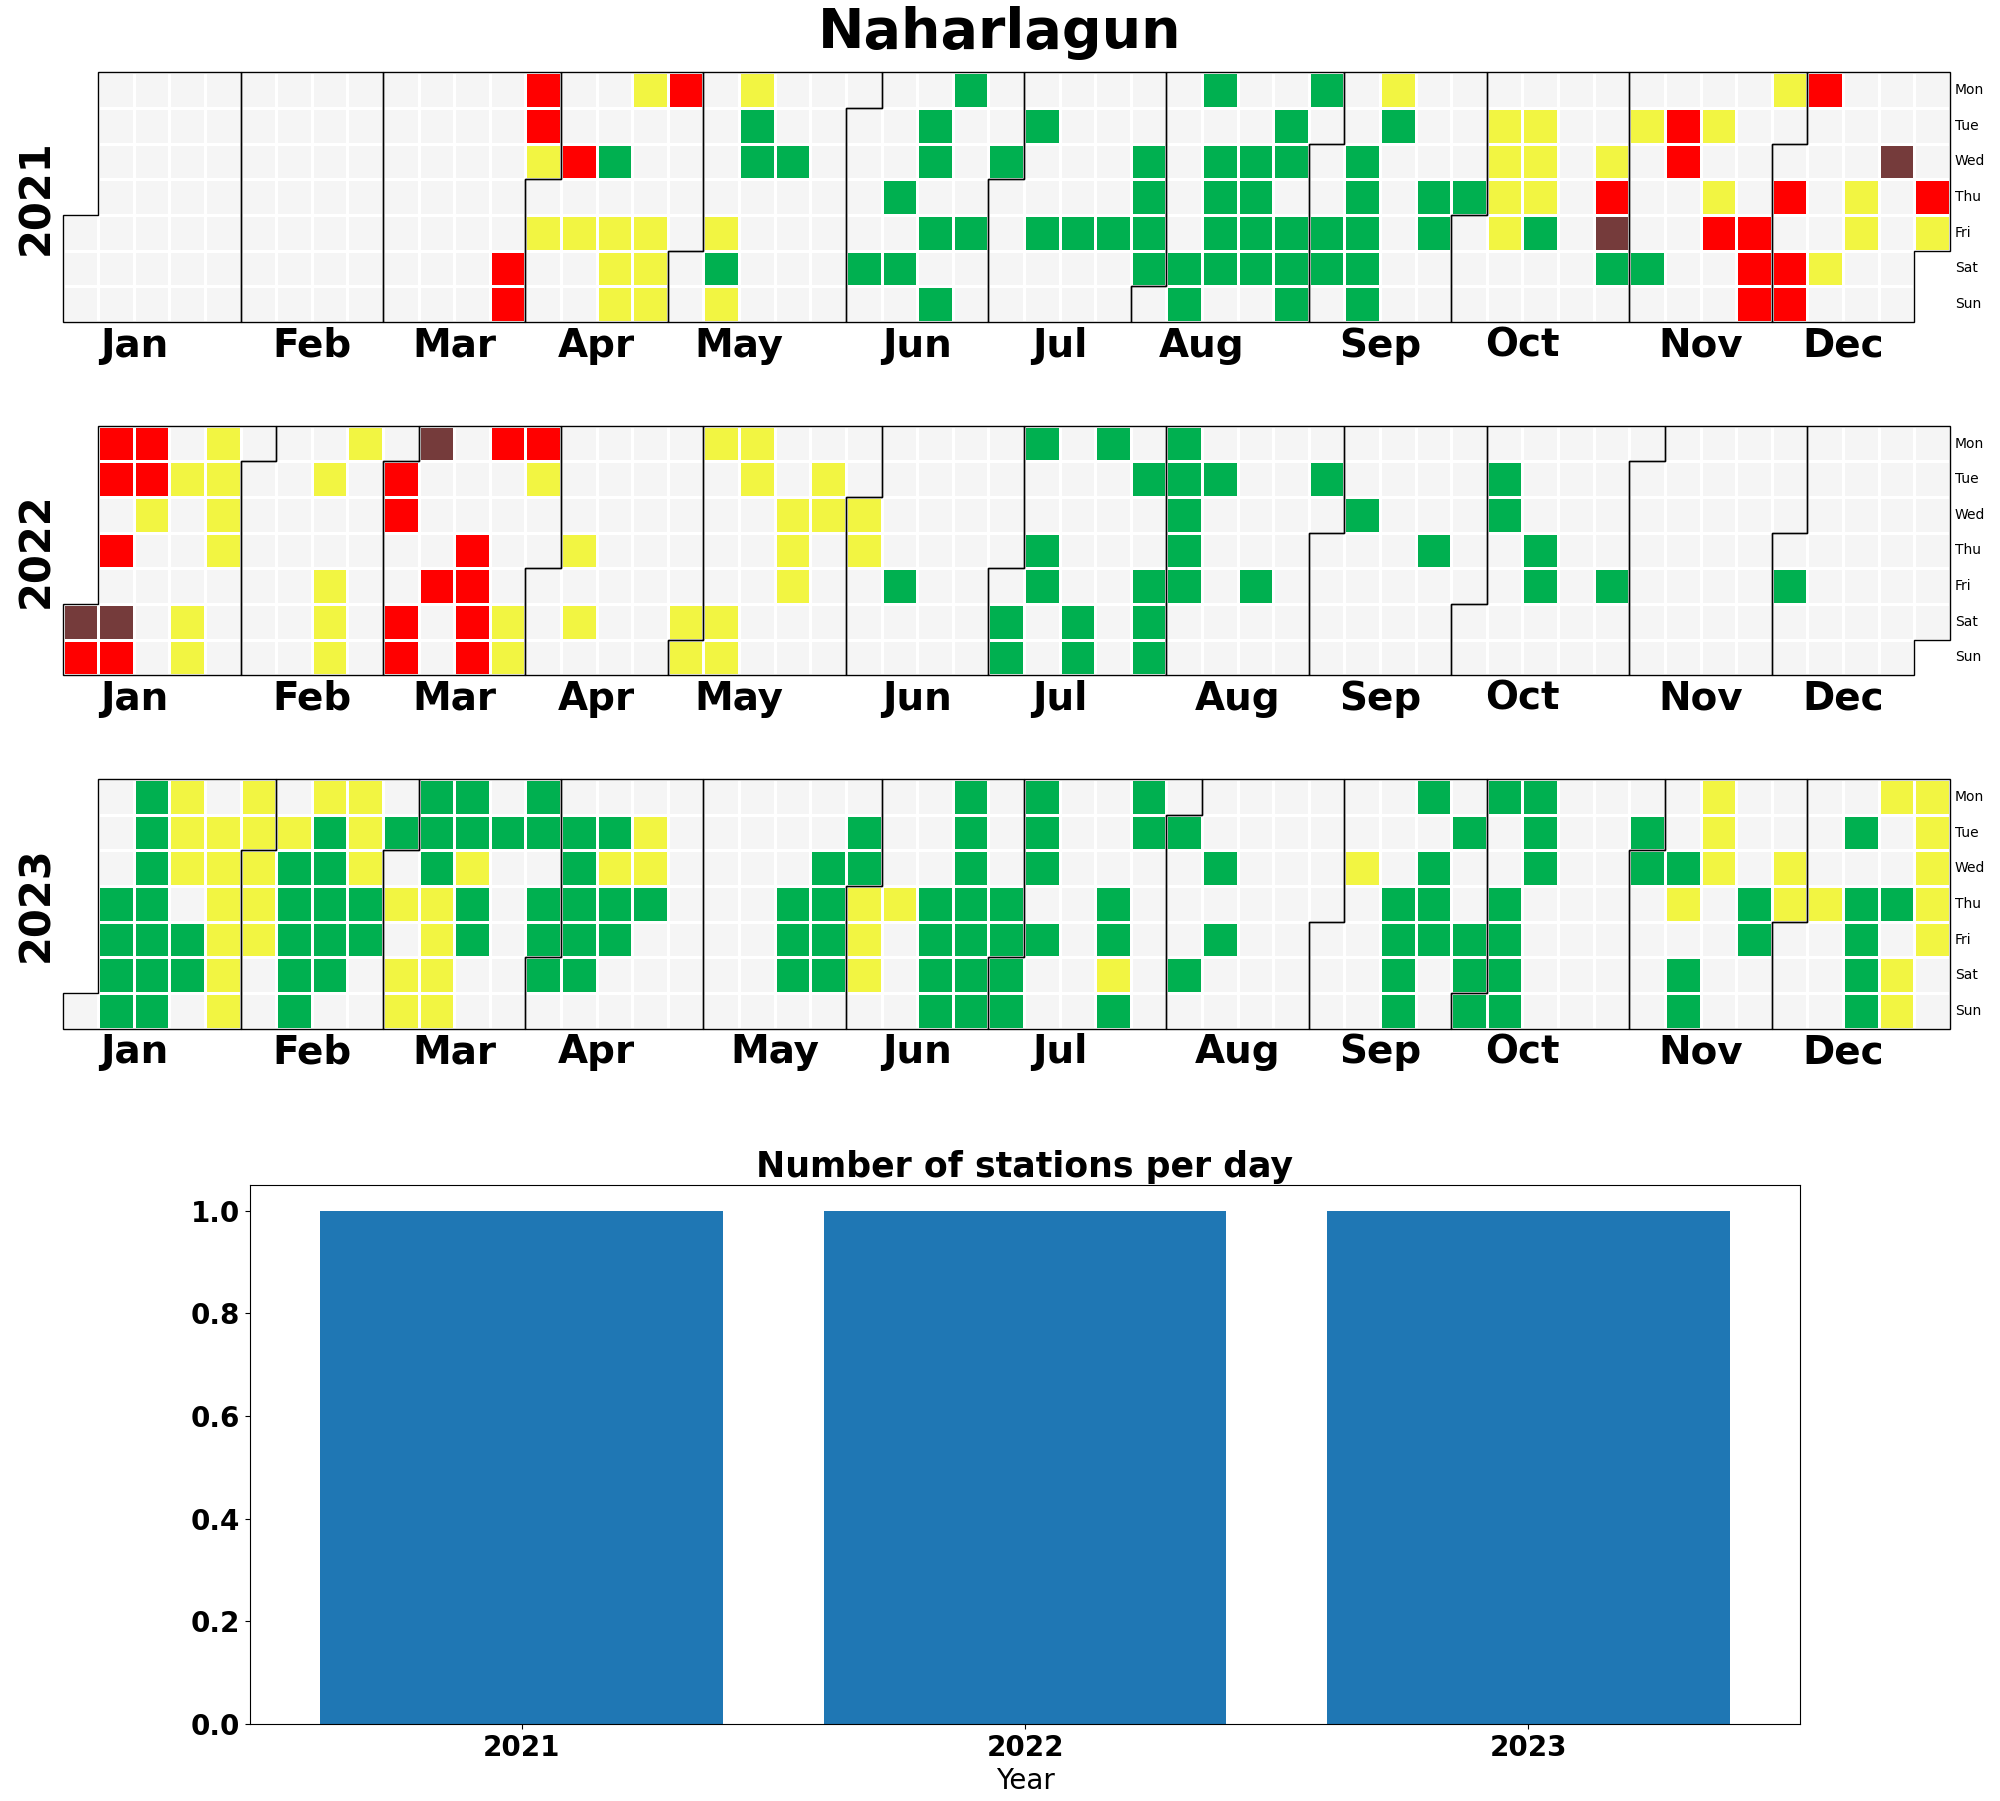 Naharlagun
2021
Mon
Tue
Wed
Thu
Fri
Sat
Sun
Jan Feb Mar Apr May Jun Jul Aug Sep Oct Nov Dec
2022
Mon
Tue
Wed
Thu
Fri
Sat
Sun
Jan Feb Mar Apr May Jun Jul Aug Sep Oct Nov Dec
2023
Mon
Tue
Wed
Thu
Fri
Sat
Sun
Jan Feb Mar Apr May Jun Jul Aug Sep Oct Nov Dec
Number of stations per day
1.0
0.8
0.6
0.4
0.2
0.0
2021 2022 2023
Year